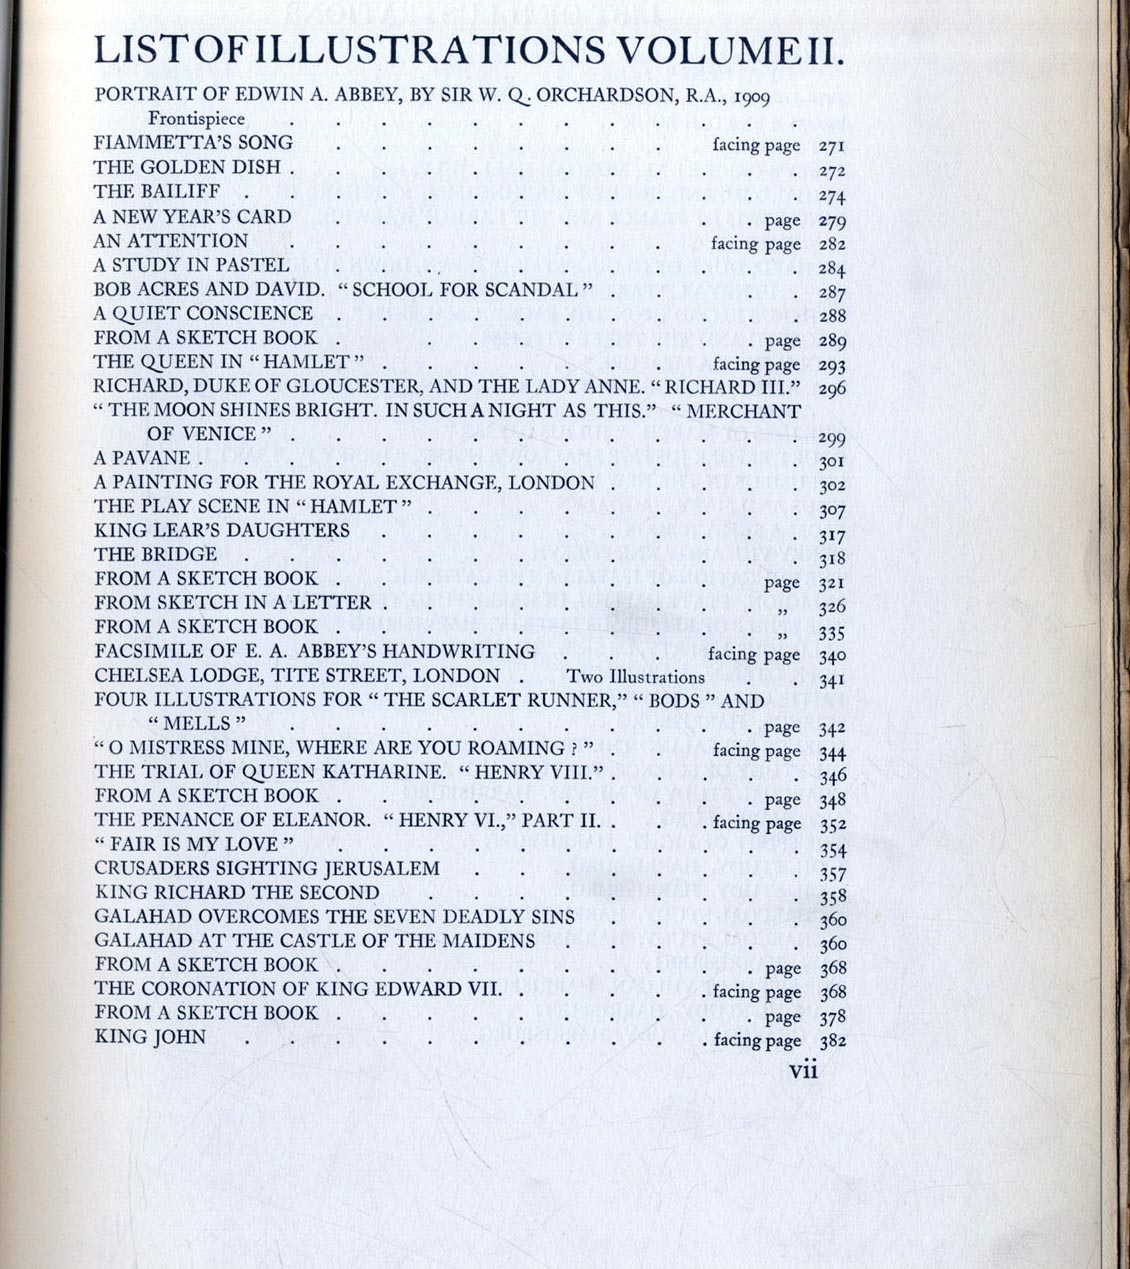 LIST OF ILLUSTRATIONS VOLUME II.
PORTRAIT OF EDWIN A. ABBEY, BY SIR W. Q. ORCHARDSON, R.A., 1909
Frontispiece . . . . . . . . . .
FIAMMETTA'S SONG . . . . facing page 271
THE GOLDEN DISH . . . . . . . . . . . . 272
THE BAILIFF . . . . . . . . . . . . . 274
A NEW YEAR'S CARD . . . . . . . . . . page 279
AN ATTENTION . . . . . . . . facing page 282
A STUDY IN PASTEL . . . . . . . . . . . 284
BOB ACRES AND DAVID. “ SCHOOL FOR SCANDAL ” . . . . . 287
A QUIET CONSCIENCE . . . . . . . . . . 288
FROM A SKETCH BOOK . . . . . . . . . page 289
THE QUEEN IN “ HAMLET ” . . . . . . facing page 293
RICHARD, DUKE OF GLOUCESTER, AND THE LADY ANNE. “ RICHARD III.” 296
“ THE MOON SHINES BRIGHT. IN SUCH A NIGHT AS THIS.” “ MERCHANT
OF VENICE ” . . . . . . . . . . . . 299
A PAVANE . . . . . . . . . . . . . . 301
A PAINTING FOR THE ROYAL EXCHANGE, LONDON . . . . . 302
THE PLAY SCENE IN “ HAMLET ” . . . . . . . . . 307
KING LEAR'S DAUGHTERS . . . . . . . . . . 317
THE BRIDGE . . . . . . . . . . . . . 318
FROM A SKETCH BOOK . . . . . . . . . page 321
FROM SKETCH IN A LETTER . . . . . . . . . „ 326
FROM A SKETCH BOOK . . . . . . . . . . „ 335
FACSIMILE OF E. A. ABBEY'S HANDWRITING . . . facing page 340
CHELSEA LODGE, TITE STREET, LONDON . Two Illustrations . . 341
FOUR ILLUSTRATIONS FOR “ THE SCARLET RUNNER,” “ BODS ” AND
“ MELLS ” . . . . . . . . . . . page 342
“ O MISTRESS MINE, WHERE ARE YOU ROAMING ? ” . . facing page 344
THE TRIAL OF QUEEN KATHARINE. “ HENRY VIII.” . . . . . 346
FROM A SKETCH BOOK . . . . . . . . . . page 348
THE PENANCE OF ELEANOR. “ HENRY VI.,” PART II. . . . . facing page 352
“ FAIR IS MY LOVE ” . . . . . . . . . . . 354
CRUSADERS SIGHTING JERUSALEM . . . . . . . . 357
KING RICHARD THE SECOND . . . . . . . . . 358
GALAHAD OVERCOMES THE SEVEN DEADLY SINS . . . . . 360
GALAHAD AT THE CASTLE OF THE MAIDENS . . . . . . 360
FROM A SKETCH BOOK . . . . . . . . . page 368
THE CORONATION OF KING EDWARD VII. . . . . . facing page 368
FROM A SKETCH BOOK . . . . . . . . . . page 378
KING JOHN . . . . . . . . . . . facing page 382
vii